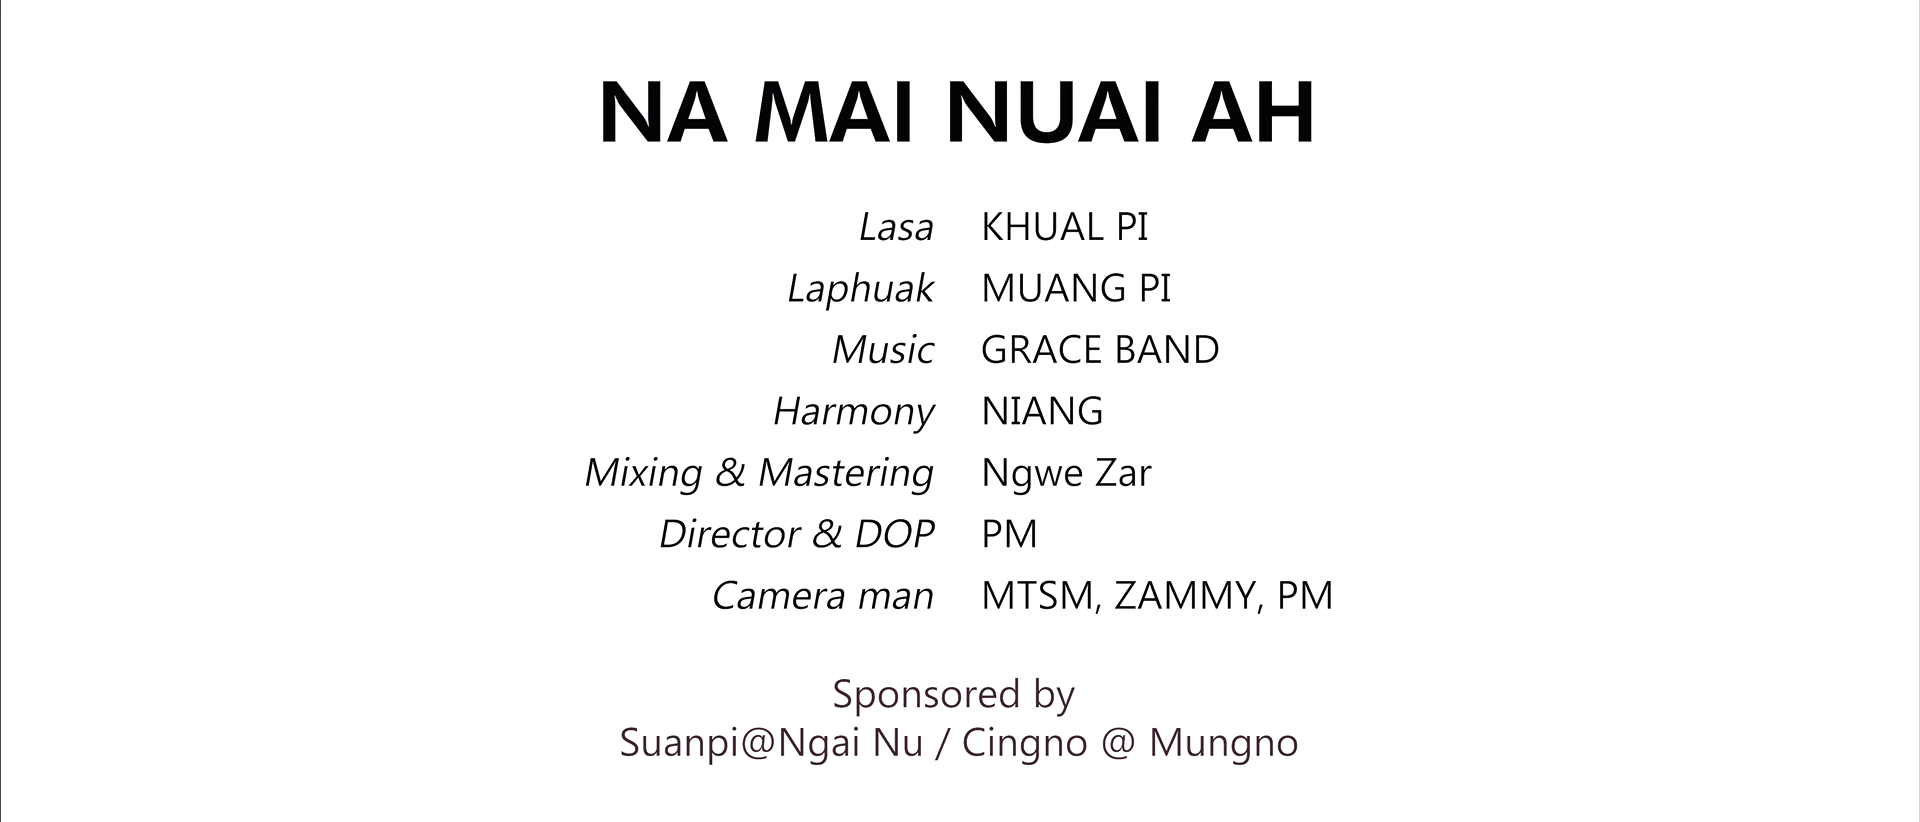 NA MAI NUAI AH
Lasa KHUAL PI
Laphuak MUANG PI
Music GRACE BAND
Harmony NIANG
Mixing & Mastering Ngwe Zar
Director & DOP PM
Camera man MTSM, ZAMMY, PM
Sponsored by
Suanpi@Ngai Nu / Cingno @ Mungno